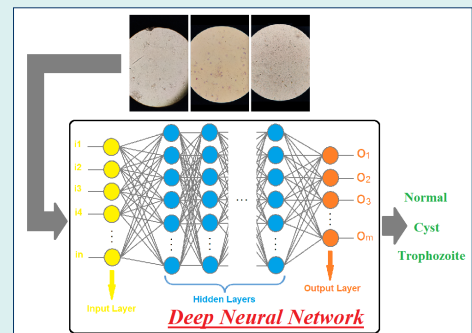 i1
i2
i3
i4
in
O1
O2
O3
Om
Input Layer
Hidden Layers
Output Layer
Deep Neural Network
Normal
Cyst
Trophozoite